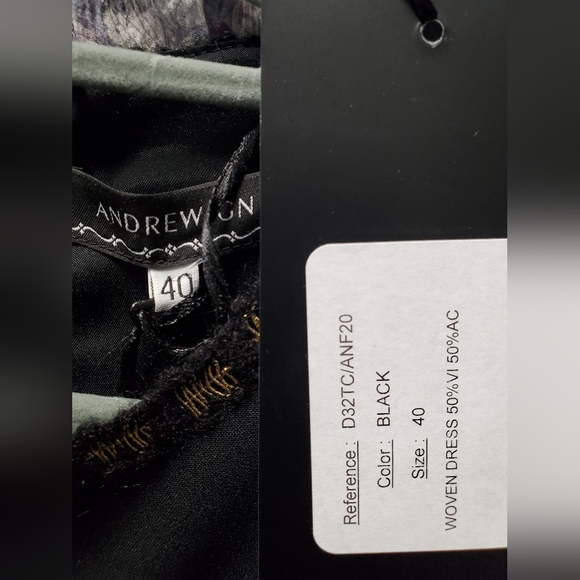 ANDREW GN
40
Reference : D32TC/ANF20
Color : BLACK
Size : 40
WOVEN DRESS 50%VI 50%AC